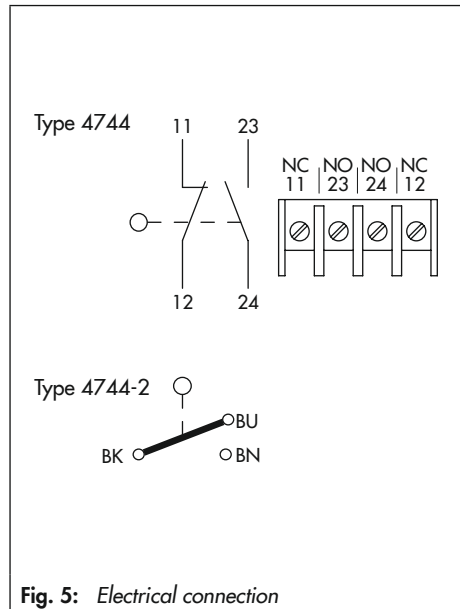 Type 4744
11 23
NC NO NO NC
11 23 24 12
12 24
Type 4744-2
BU
BK BN
Fig. 5: Electrical connection